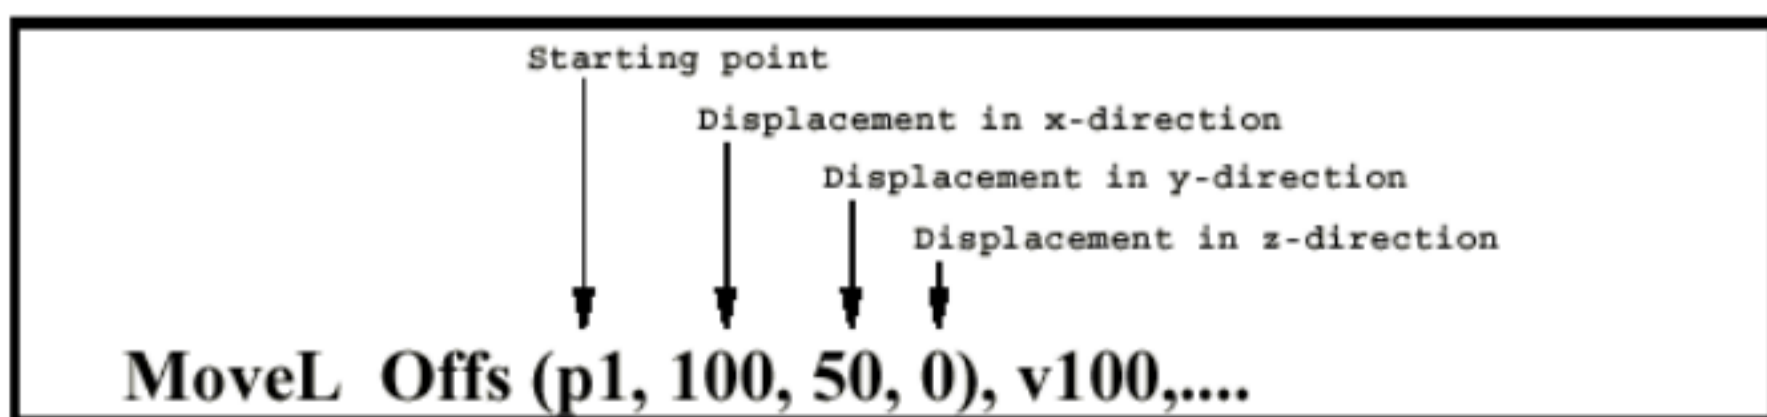 Starting point
Displacement in x-direction
Displacement in y-direction
Displacement in z-direction
MoveL Offs (p1, 100, 50, 0), v100,....